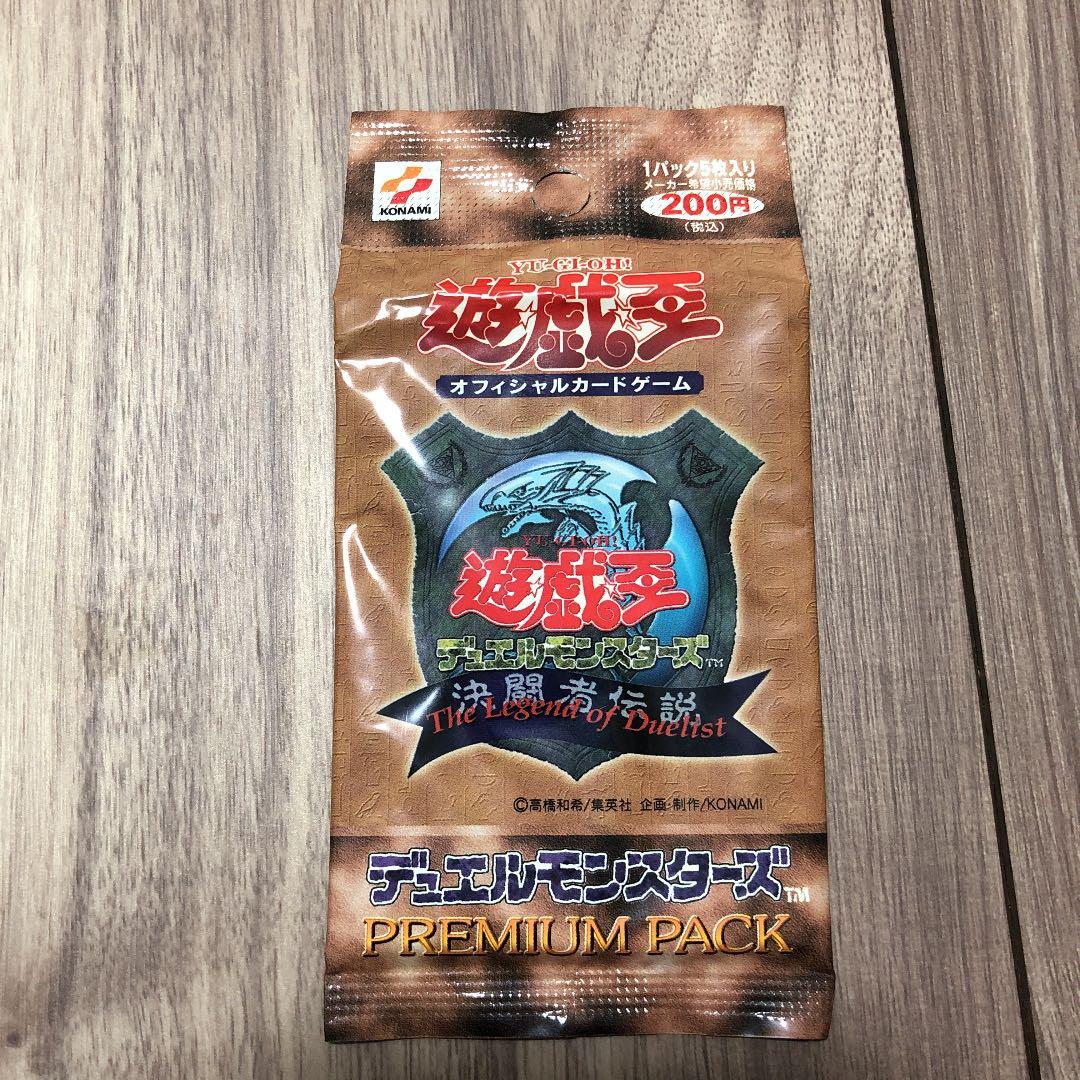 KONAMI
1パック5枚入り
メーカー希望小売価格
200円
(税込)
YU-GI-OH!
遊戯王
オフィシャルカードゲーム
YU-GI-OH!
遊戯王
デュエルモンスターズ™
決闘者伝説
The Legend of Duelist
©高橋和希/集英社 企画・制作/KONAMI
デュエルモンスターズ™
PREMIUM PACK